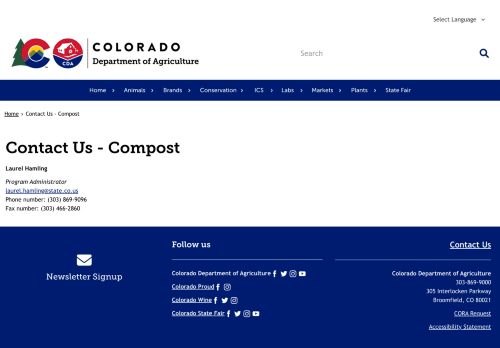 Select Language
CDA
COLORADO
Department of Agriculture
Search
Home > Animals > Brands > Conservation > ICS > Labs > Markets > Plants > State Fair
Home > Contact Us - Compost
Contact Us - Compost
Laurel Hamling
Program Administrator
laurel.hamling@state.co.us
Phone number: (303) 869-9096
Fax number: (303) 466-2860
Newsletter Signup
Follow us
Colorado Department of Agriculture
Colorado Proud
Colorado Wine
Colorado State Fair
Contact Us
Colorado Department of Agriculture
303-869-9000
305 Interlocken Parkway
Broomfield, CO 80021
CORA Request
Accessibility Statement